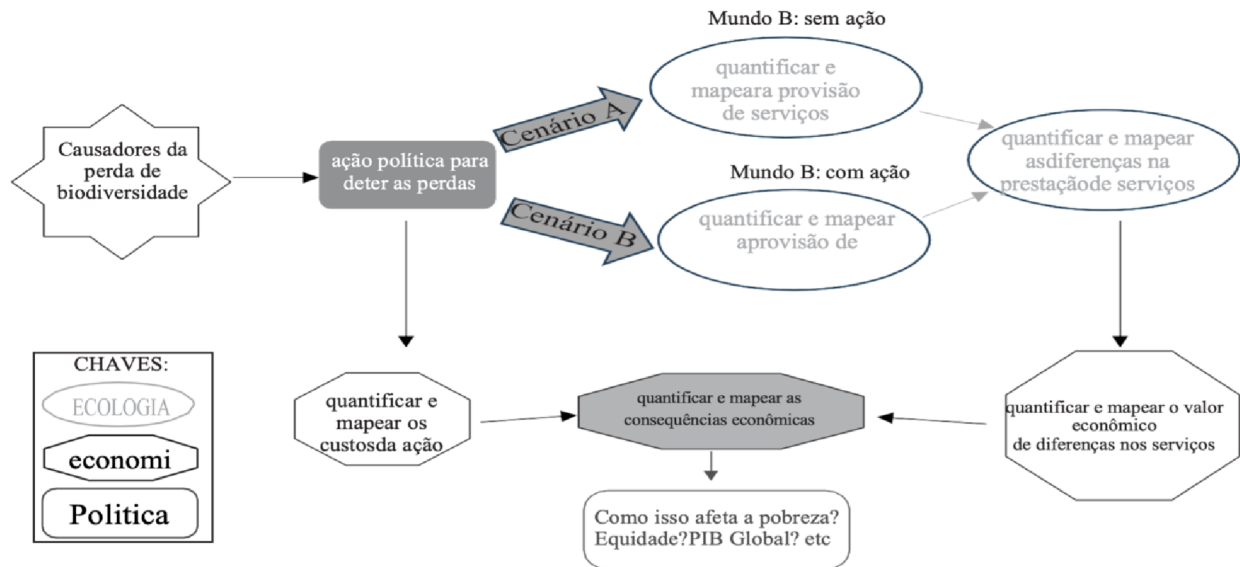 Mundo B: sem ação
quantificar e
mapeara provisão
de serviços
Cenário A
Causadores da
perda de
biodiversidade
ação política para
deter as perdas
quantificar e mapear
asdiferenças na
prestaçãode serviços
Mundo B: com ação
Cenário B
quantificar e mapear
aprovisão de
CHAVES:
ECOLOGIA
economi
Politica
quantificar e
mapear os
custosda ação
quantificar e mapear as
consequências econômicas
quantificar e mapear o valor
econômico
de diferenças nos serviços
Como isso afeta a pobreza?
Equidade?PIB Global? etc